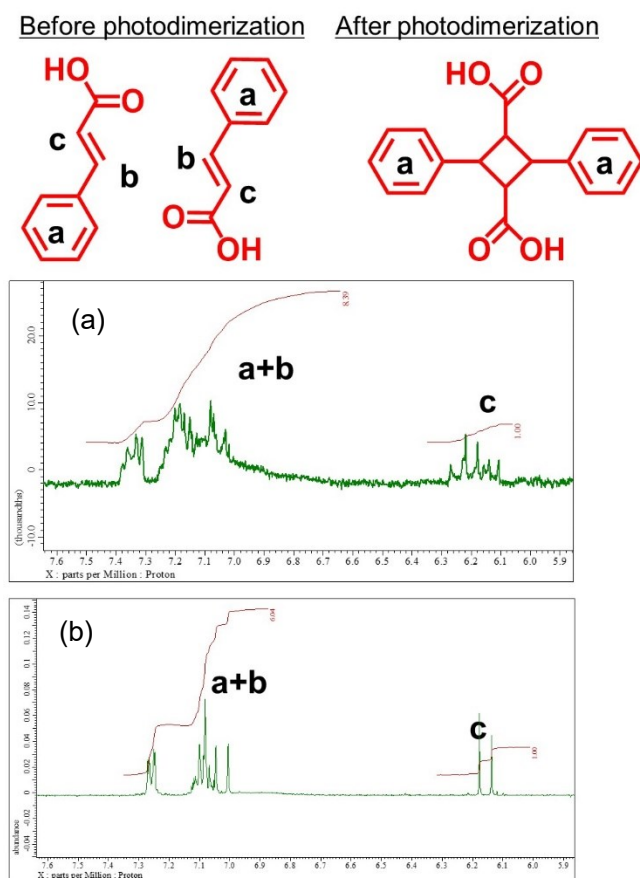 Before photodimerization After photodimerization
HO
O
c
b
a
a
b
c
O
OH
HO
O
a
a
O
OH
(a)
a+b
c
8.39
1.00
20.0
10.0
0
-10.0
(thousandths)
7.6 7.5 7.4 7.3 7.2 7.1 7.0 6.9 6.8 6.7 6.6 6.5 6.4 6.3 6.2 6.1 6.0 5.9
X : parts per Million : Proton
(b)
a+b
c
6.04
1.00
0.14
0.12
0.1
0.08
0.06
0.04
0.02
0
-0.02
-0.04
abundance
7.6 7.5 7.4 7.3 7.2 7.1 7.0 6.9 6.8 6.7 6.6 6.5 6.4 6.3 6.2 6.1 6.0 5.9
X : parts per Million : Proton